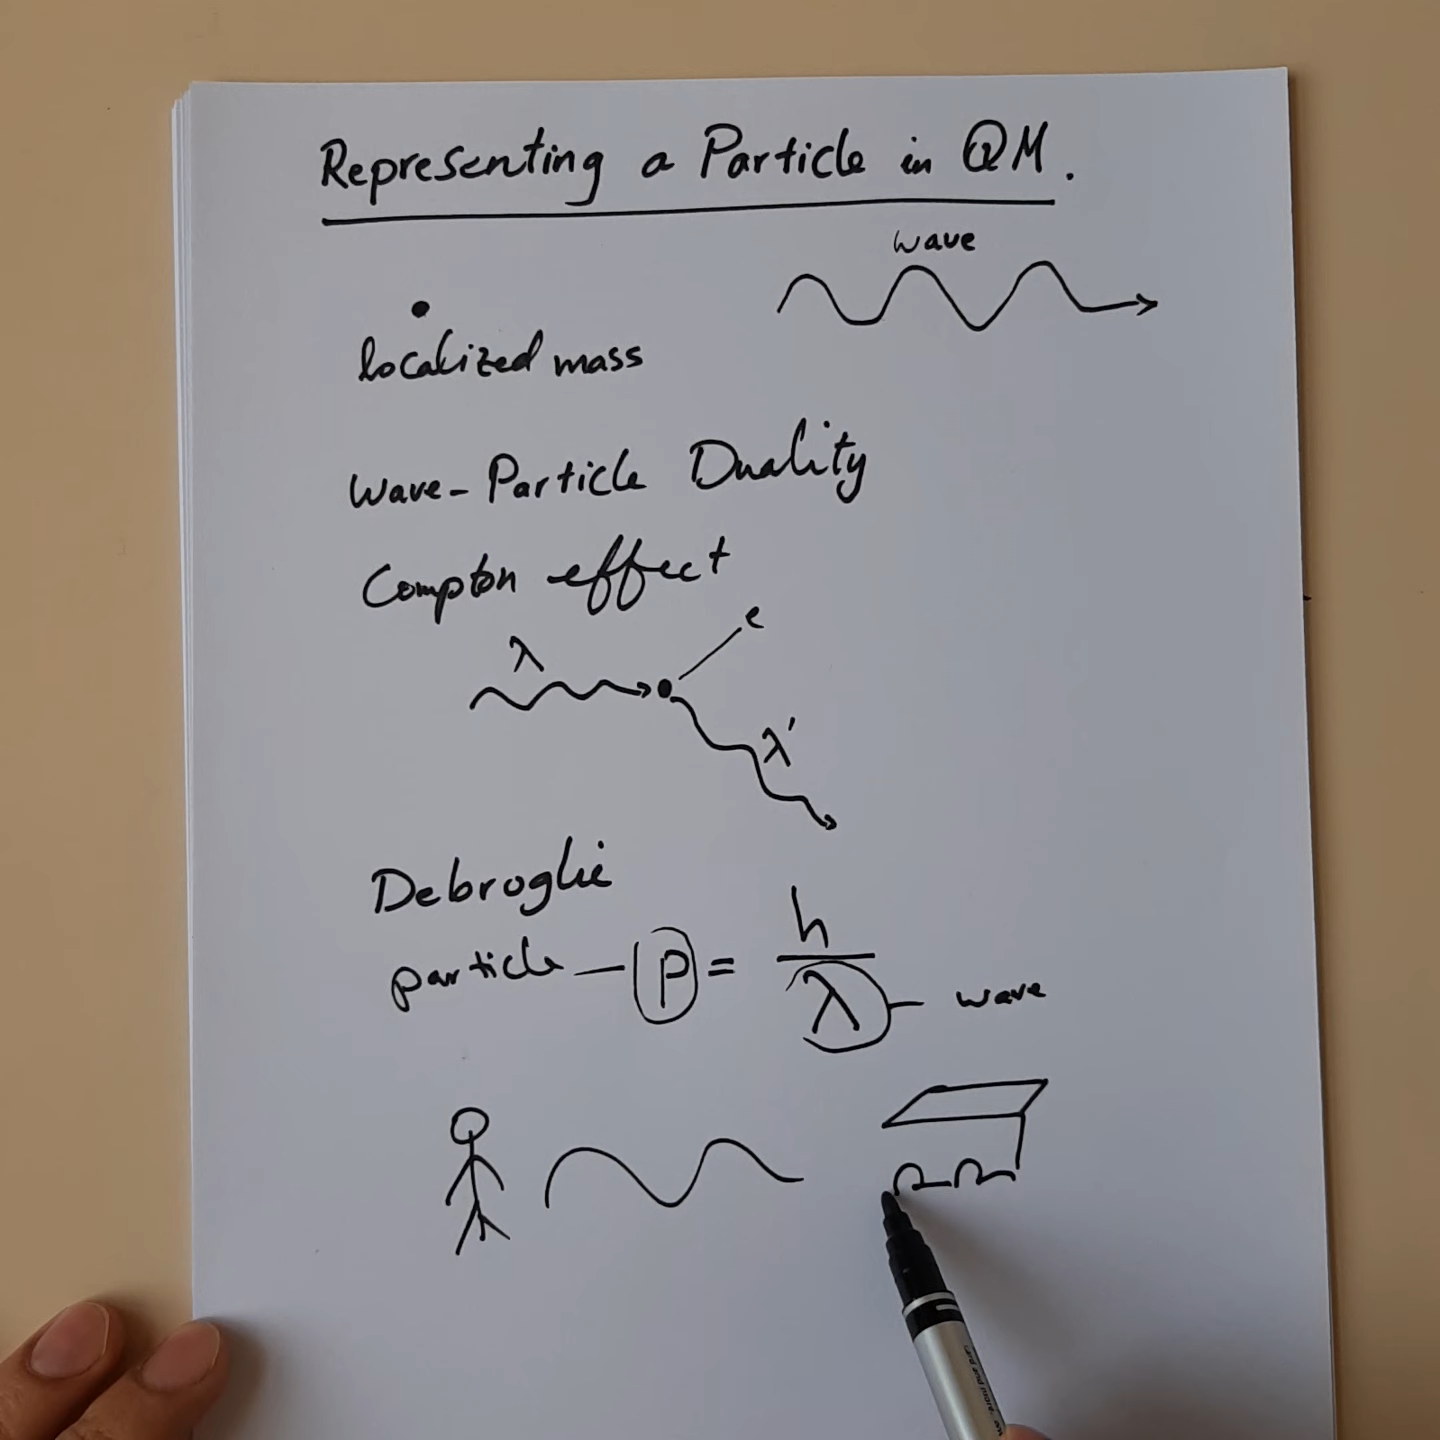 Representing a Particle in QM.
wave
localized mass
Wave-Particle Duality
Compton effect
λ
e
λ'
Debroglie
particle — p = h / λ — wave